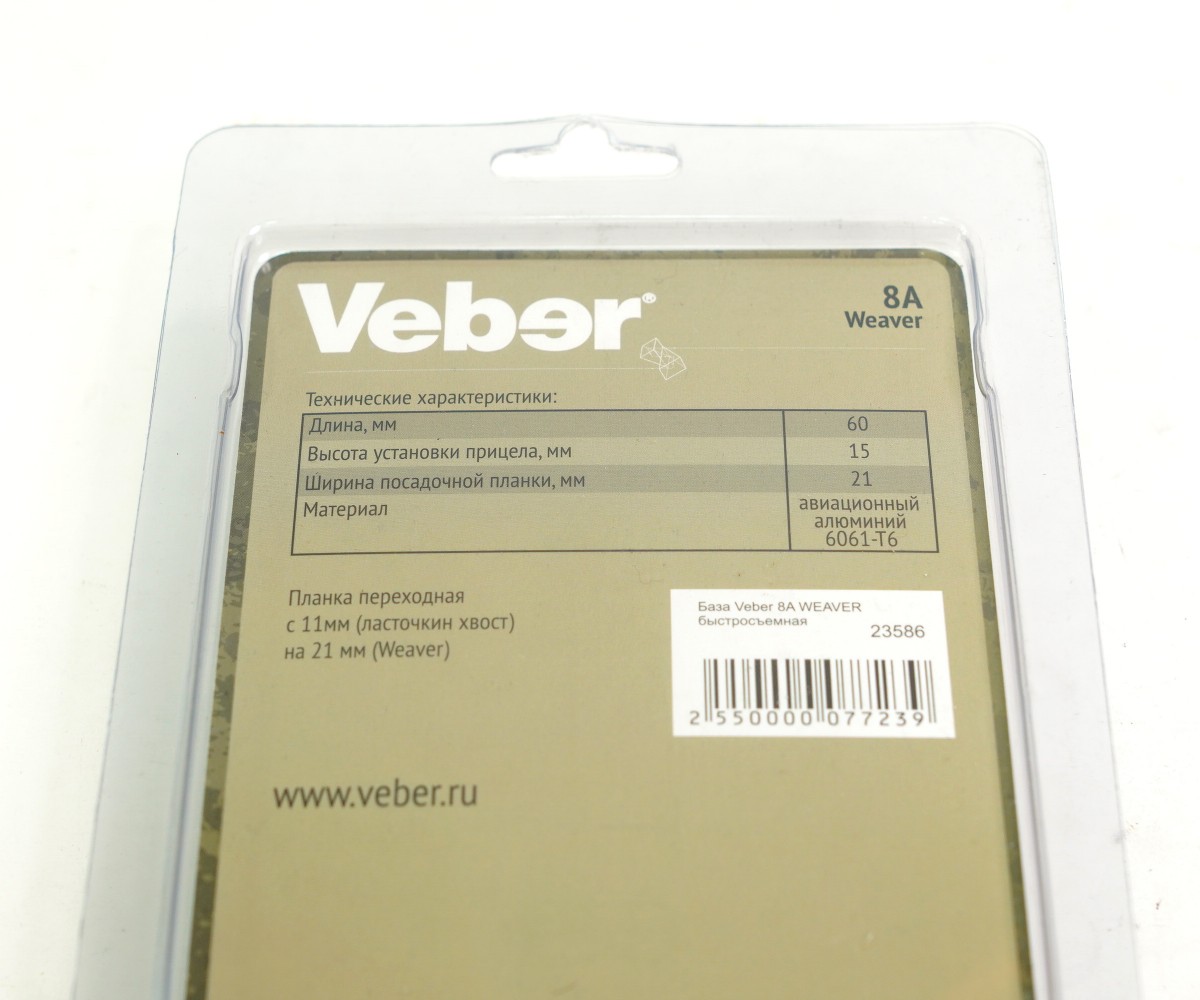 Veber®
8A
Weaver
Технические характеристики:
Длина, мм 60
Высота установки прицела, мм 15
Ширина посадочной планки, мм 21
Материал авиационный
алюминий
6061-Т6
Планка переходная
с 11мм (ласточкин хвост)
на 21 мм (Weaver)
База Veber 8A WEAVER
быстросъемная
23586
2 550000 077239
www.veber.ru